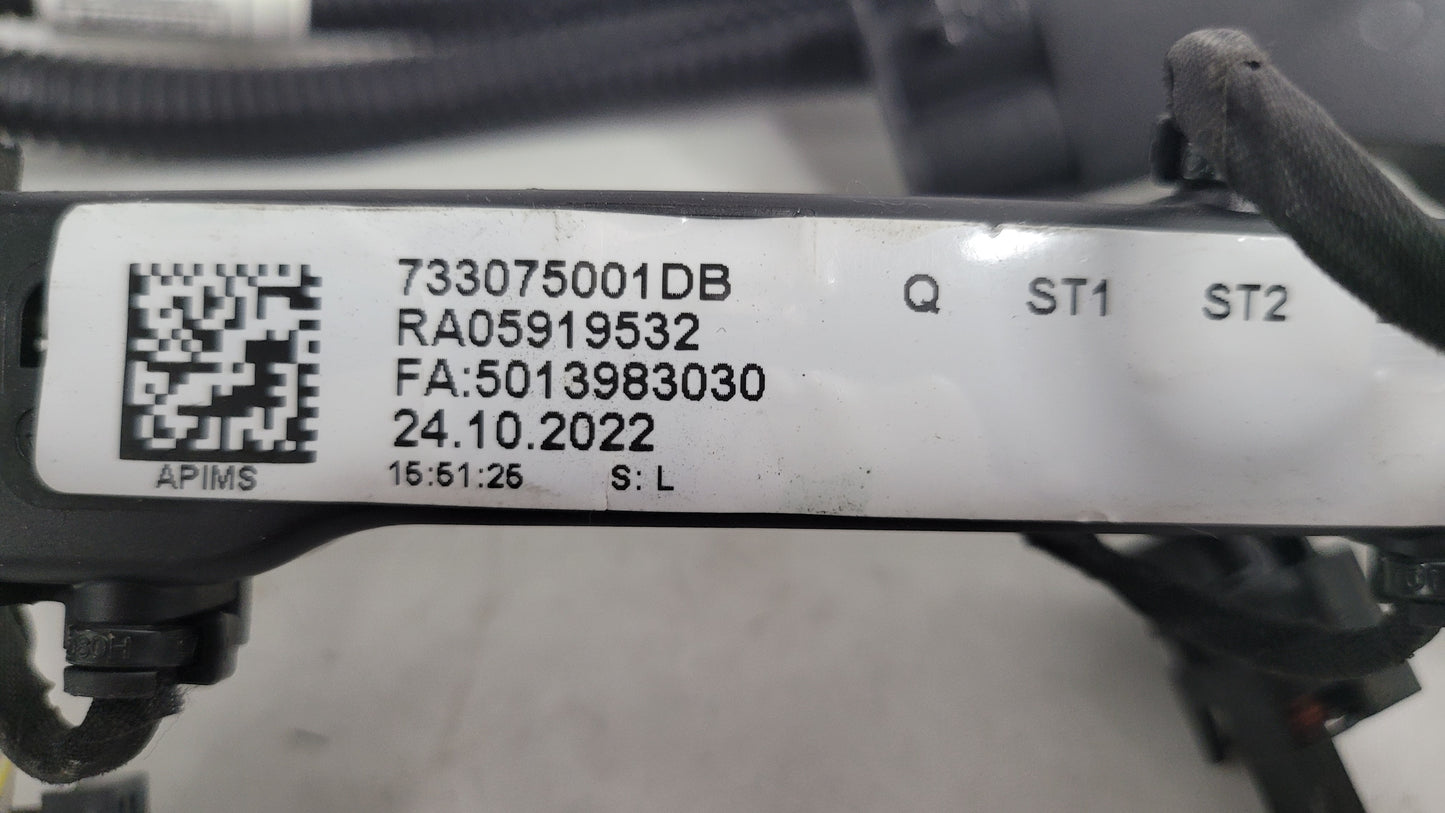 733075001DB
RA05919532
FA:5013983030
24.10.2022
15:51:25 S: L
APIMS
Q ST1 ST2